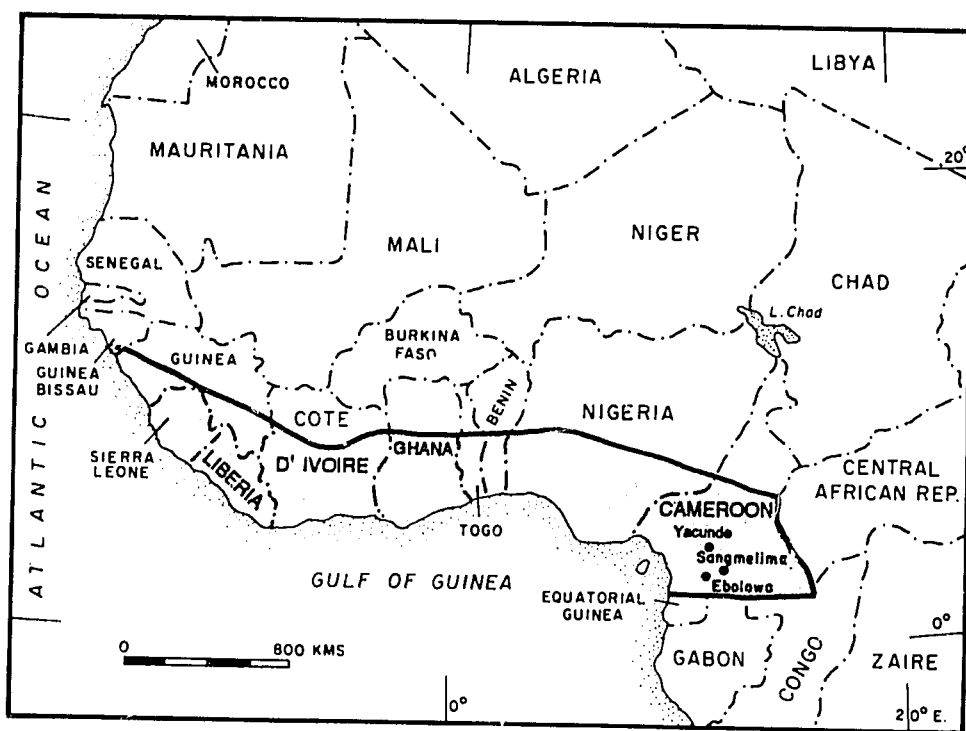 MOROCCO
ALGERIA
LIBYA
MAURITANIA
20°
ATLANTIC OCEAN
MALI
NIGER
SENEGAL
CHAD
L. Chad
BURKINA
FASO
GAMBIA
GUINEA
GUINEA
BISSAU
BENIN
COTE
D' IVOIRE
GHANA
NIGERIA
SIERRA
LEONE
LIBERIA
CENTRAL
AFRICAN REP.
CAMEROON
TOGO
Yacunde
Sangmelima
Ebolowa
GULF OF GUINEA
EQUATORIAL
GUINEA
0°
0 800 KMS
GABON
CONGO
ZAIRE
0°
20° E.